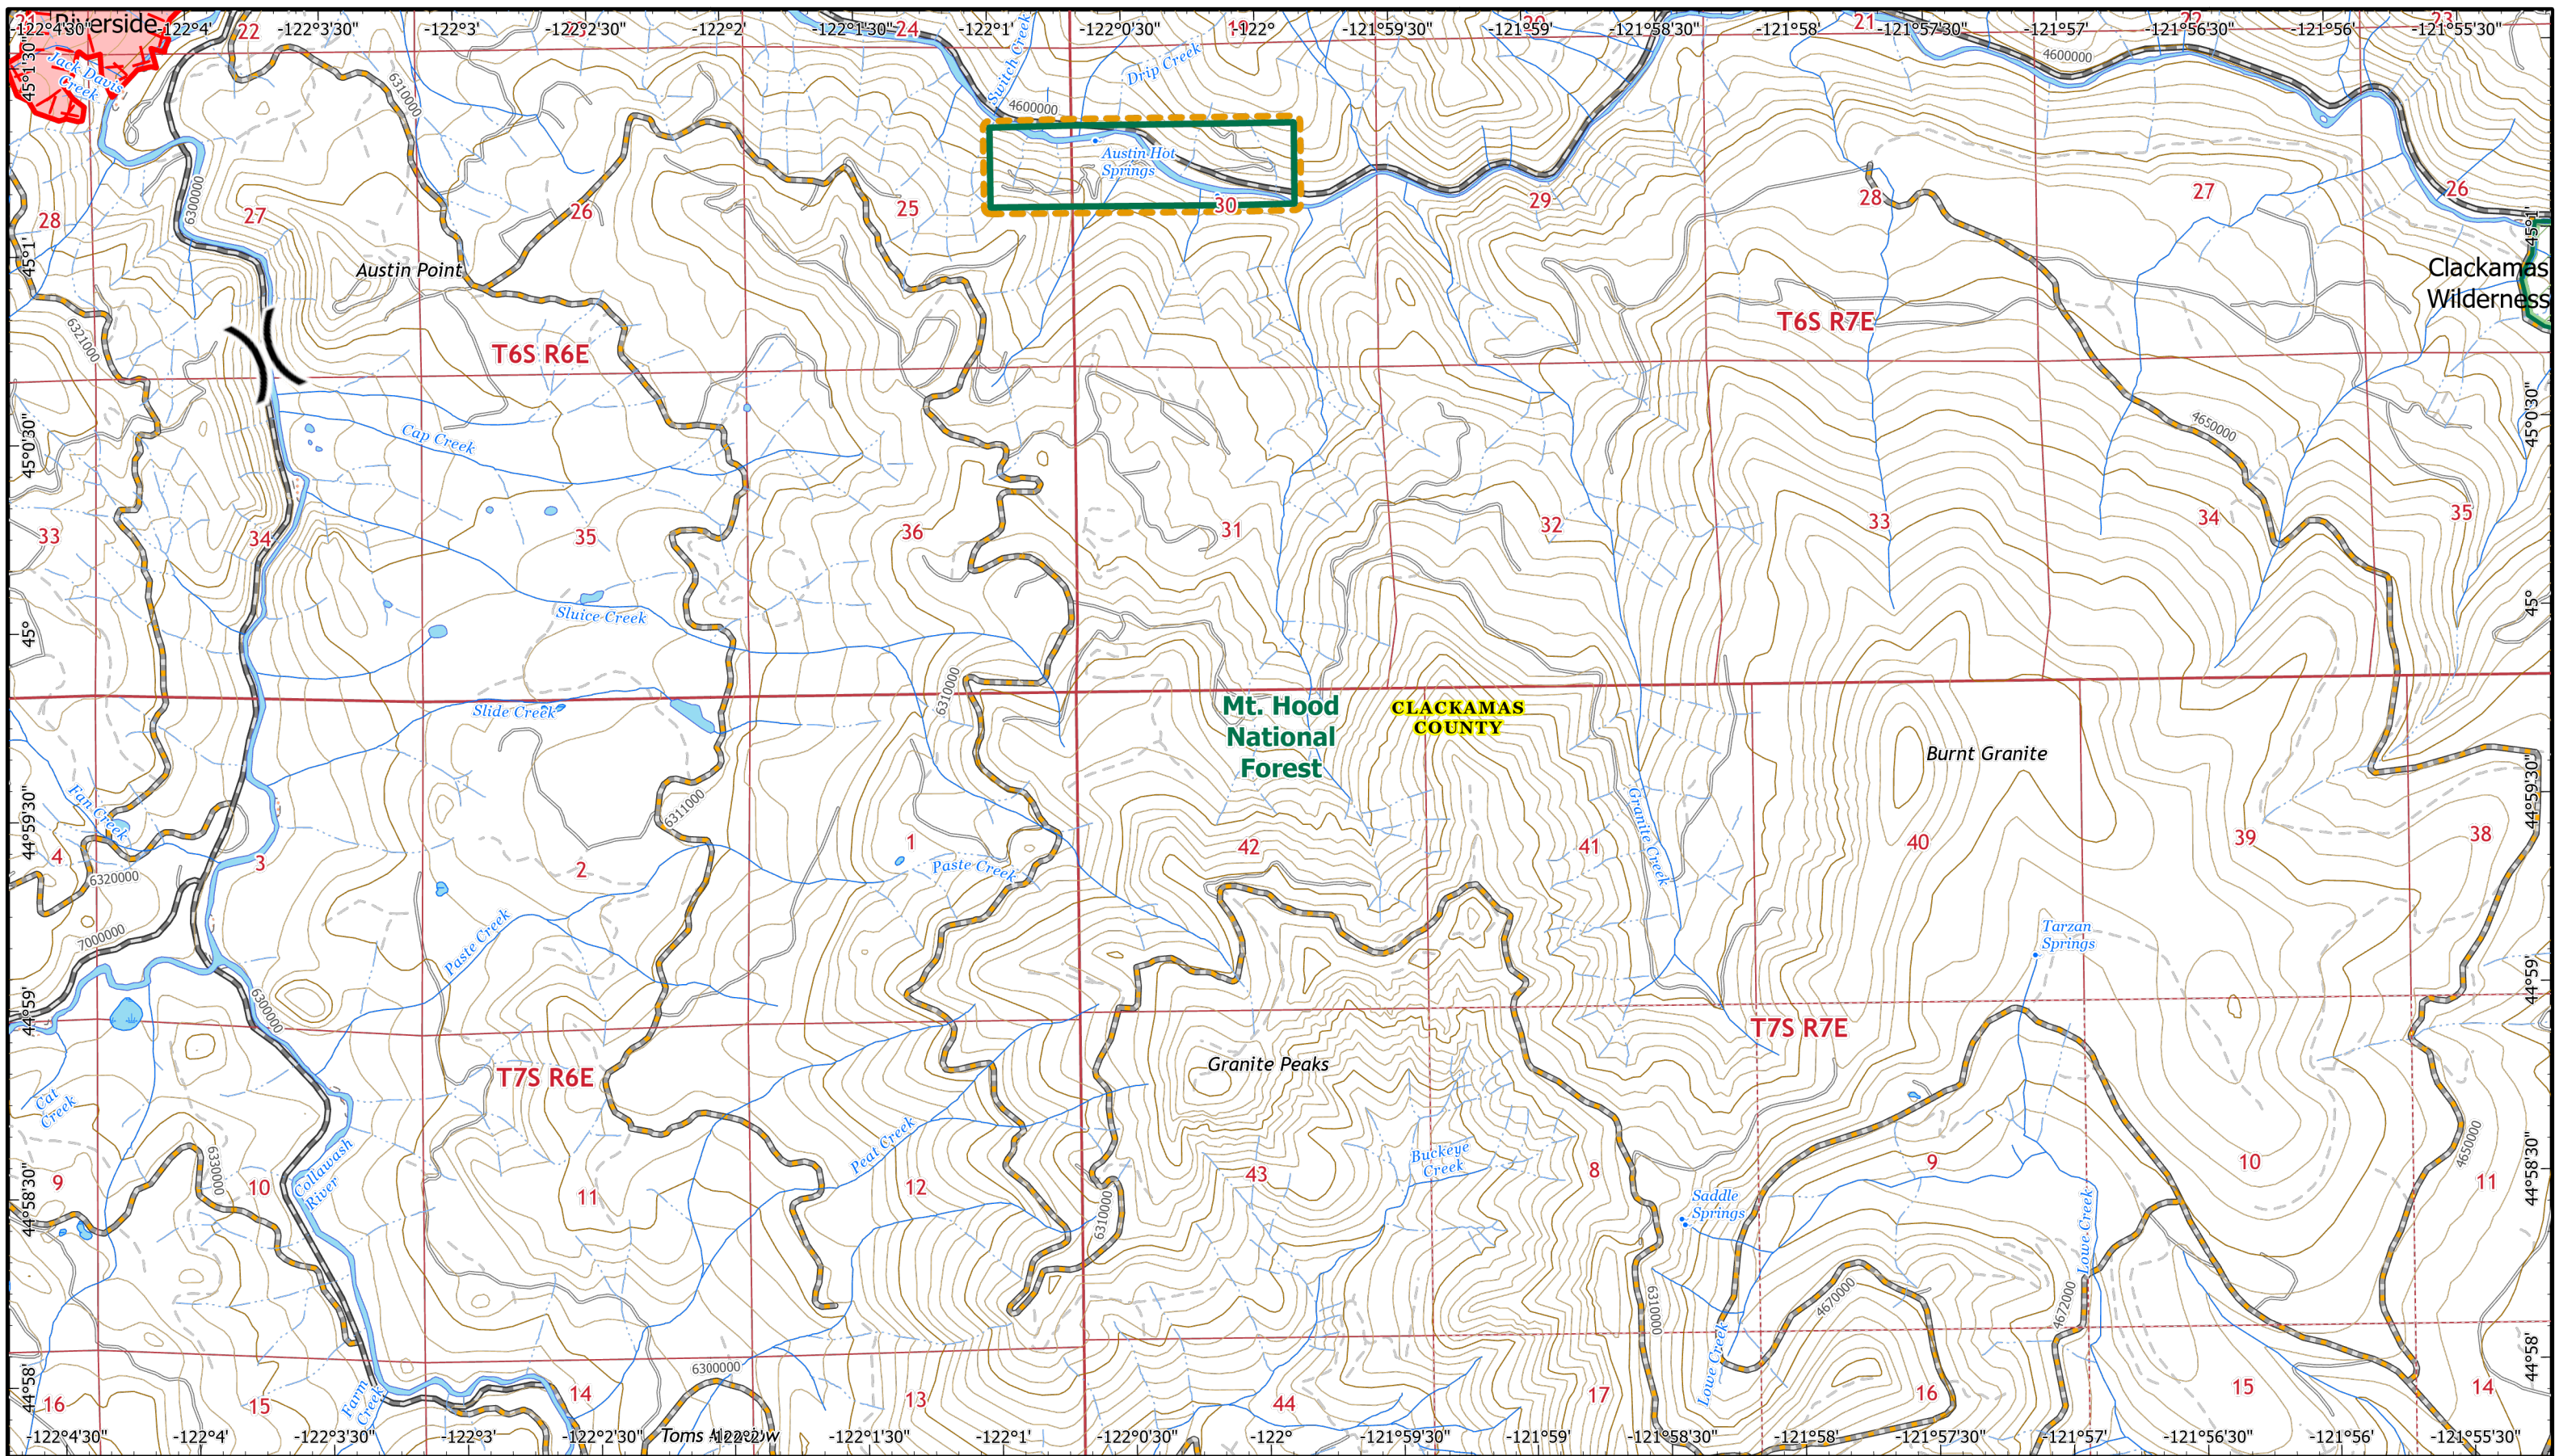 Riverside
-122°4'30"
-122°4'
-122°3'30"
-122°3'
-122°2'30"
-122°2'
-122°1'30"
-122°1'
-122°0'30"
-122°
-121°59'30"
-121°59'
-121°58'30"
-121°58'
-121°57'30"
-121°57'
-121°56'30"
-121°56'
-121°55'30"
21
22
23
24
19
20
21
22
23
45°1'30"
Jack Davis
Creek
6310000
Switch Creek
Drip Creek
4600000
4600000
Austin Hot
Springs
6300000
28
27
26
25
30
29
28
27
26
45°1'
45°1'
Austin Point
Clackamas
Wilderness
6321000
T6S R6E
T6S R7E
45°0'30"
45°0'30"
Cap Creek
4650000
33
34
35
36
31
32
33
34
35
45°
45°
Sluice Creek
6310000
Slide Creek
Mt. Hood
National
Forest
CLACKAMAS
COUNTY
Burnt Granite
44°59'30"
44°59'30"
Fan Creek
6311000
Granite Creek
4
3
2
1
42
41
40
39
38
6320000
Paste Creek
Paste Creek
7000000
Tarzan
Springs
44°59'
44°59'
6300000
T7S R7E
T7S R6E
Granite Peaks
Cat
Creek
Peat Creek
Buckeye
Creek
4650000
44°58'30"
44°58'30"
6330000
Collawash
River
9
10
11
12
43
8
9
10
11
6310000
Saddle
Springs
Lowe Creek
6310000
4670000
4672000
44°58'
44°58'
Lowe Creek
6300000
Farm
Creek
16
15
14
13
44
17
16
15
14
-122°4'30"
-122°4'
-122°3'30"
-122°3'
-122°2'30"
Toms
-122°2'
-122°1'30"
-122°1'
-122°0'30"
-122°
-121°59'30"
-121°59'
-121°58'30"
-121°58'
-121°57'30"
-121°57'
-121°56'30"
-121°56'
-121°55'30"